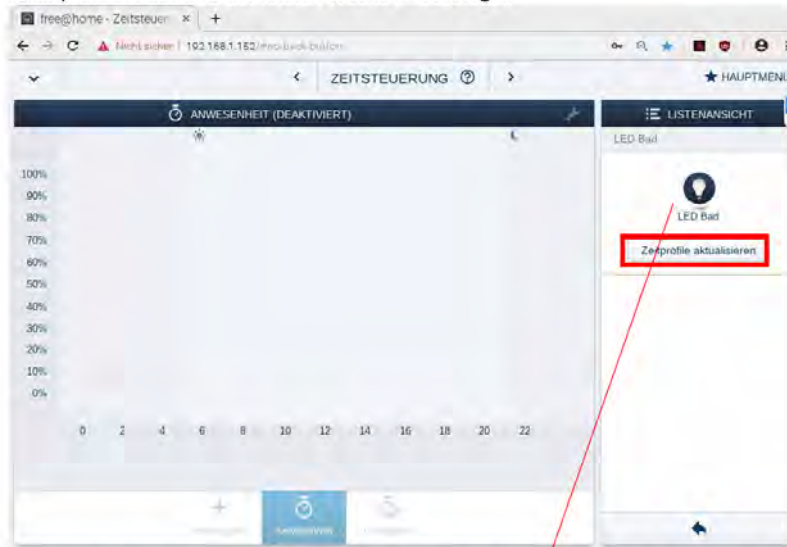 free@home - Zeitsteuer
Nicht sicher | 192.168.1.152/
ZEITSTEUERUNG
HAUPTMENÜ
ANWESENHEIT (DEAKTIVIERT)
LISTENANSICHT
LED Bad
LED Bad
Zeitprofile aktualisieren
100%
90%
80%
70%
60%
50%
40%
30%
20%
10%
0%
0 2 4 6 8 10 12 14 16 18 20 22